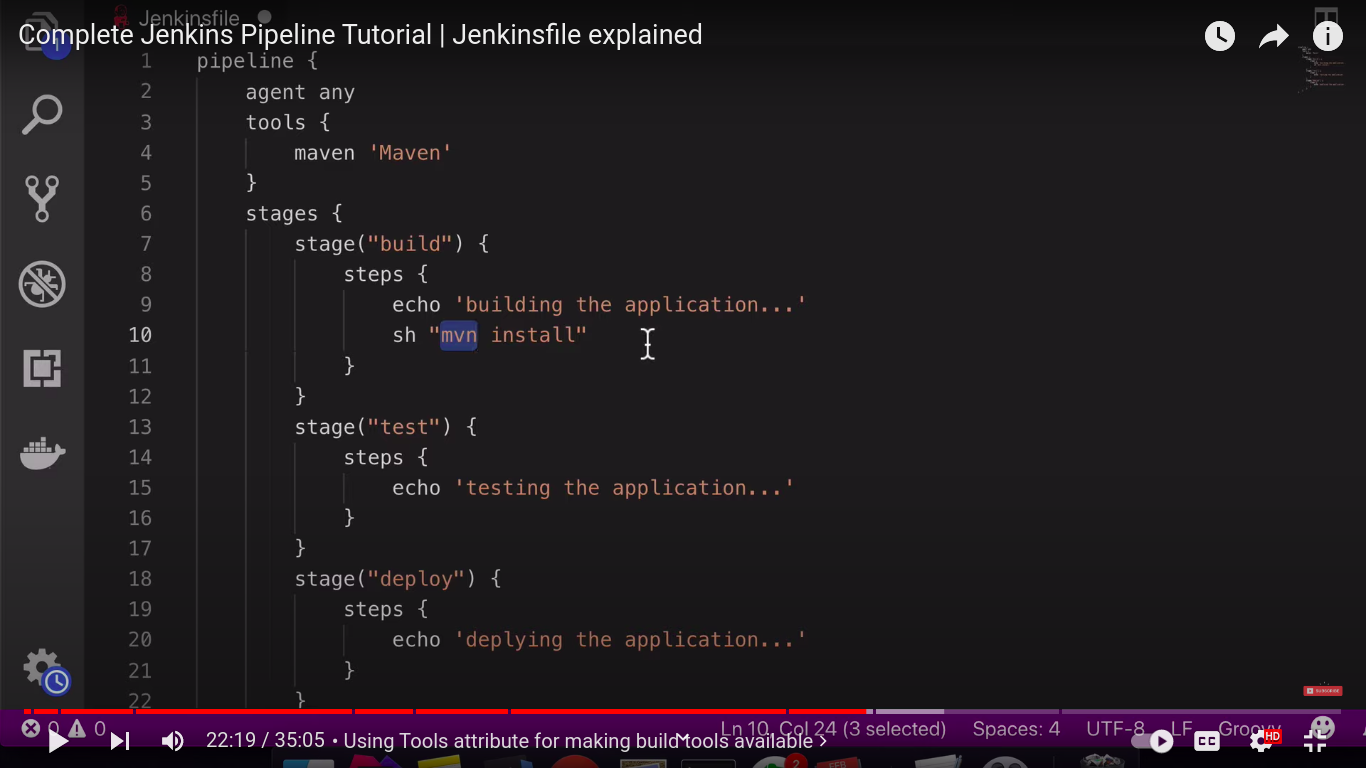 Jenkinsfile
Complete Jenkins Pipeline Tutorial | Jenkinsfile explained
1 pipeline {
2 agent any
3 tools {
4 maven 'Maven'
5 }
6 stages {
7 stage("build") {
8 steps {
9 echo 'building the application...'
10 sh "mvn install"
11 }
12 }
13 stage("test") {
14 steps {
15 echo 'testing the application...'
16 }
17 }
18 stage("deploy") {
19 steps {
20 echo 'deplying the application...'
21 }
22 }
SUBSCRIBE
0 0 Ln 10, Col 24 (3 selected) Spaces: 4 UTF-8 LF Groovy
22:19 / 35:05 • Using Tools attribute for making build tools available CC HD
2
FEB